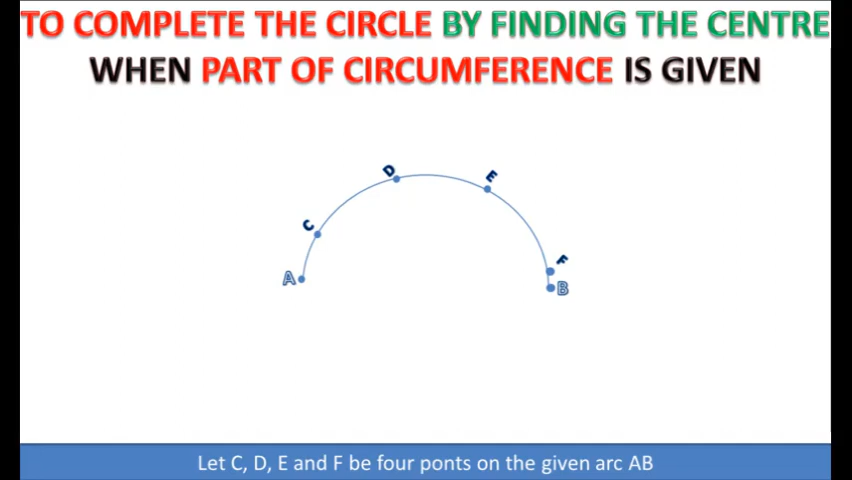 TO COMPLETE THE CIRCLE BY FINDING THE CENTRE
WHEN PART OF CIRCUMFERENCE IS GIVEN
D
E
C
F
A
B
Let C, D, E and F be four ponts on the given arc AB